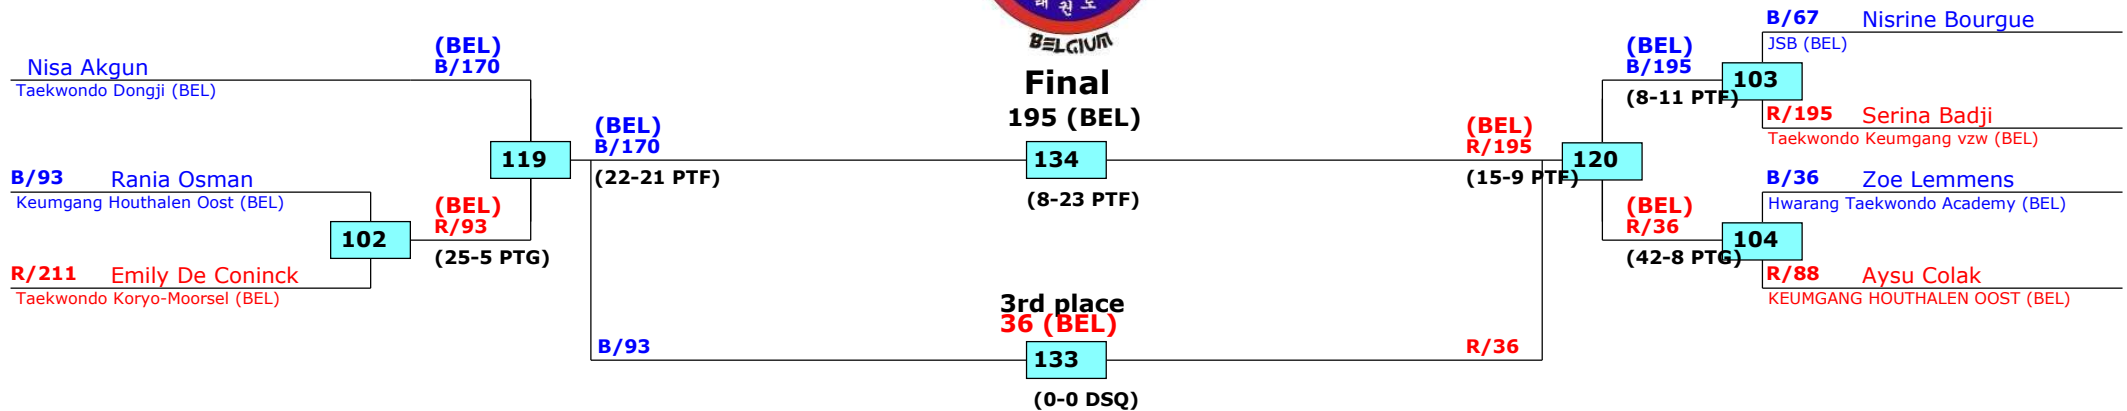 태 권 도
BELGIUM
Final
195 (BEL)
134
(8-23 PTF)
3rd place
36 (BEL)
133
(0-0 DSQ)
Nisa Akgun
Taekwondo Dongji (BEL)
(BEL)
B/170
B/93 Rania Osman
Keumgang Houthalen Oost (BEL)
102
R/211 Emily De Coninck
Taekwondo Koryo-Moorsel (BEL)
(BEL)
R/93
(25-5 PTG)
119
(BEL)
B/170
(22-21 PTF)
B/93
(BEL)
R/195
(15-9 PTF)
R/36
120
(BEL)
B/195
(8-11 PTF)
(BEL)
R/36
(42-8 PTG)
B/67 Nisrine Bourgue
JSB (BEL)
103
R/195 Serina Badji
Taekwondo Keumgang vzw (BEL)
B/36 Zoe Lemmens
Hwarang Taekwondo Academy (BEL)
104
R/88 Aysu Colak
KEUMGANG HOUTHALEN OOST (BEL)